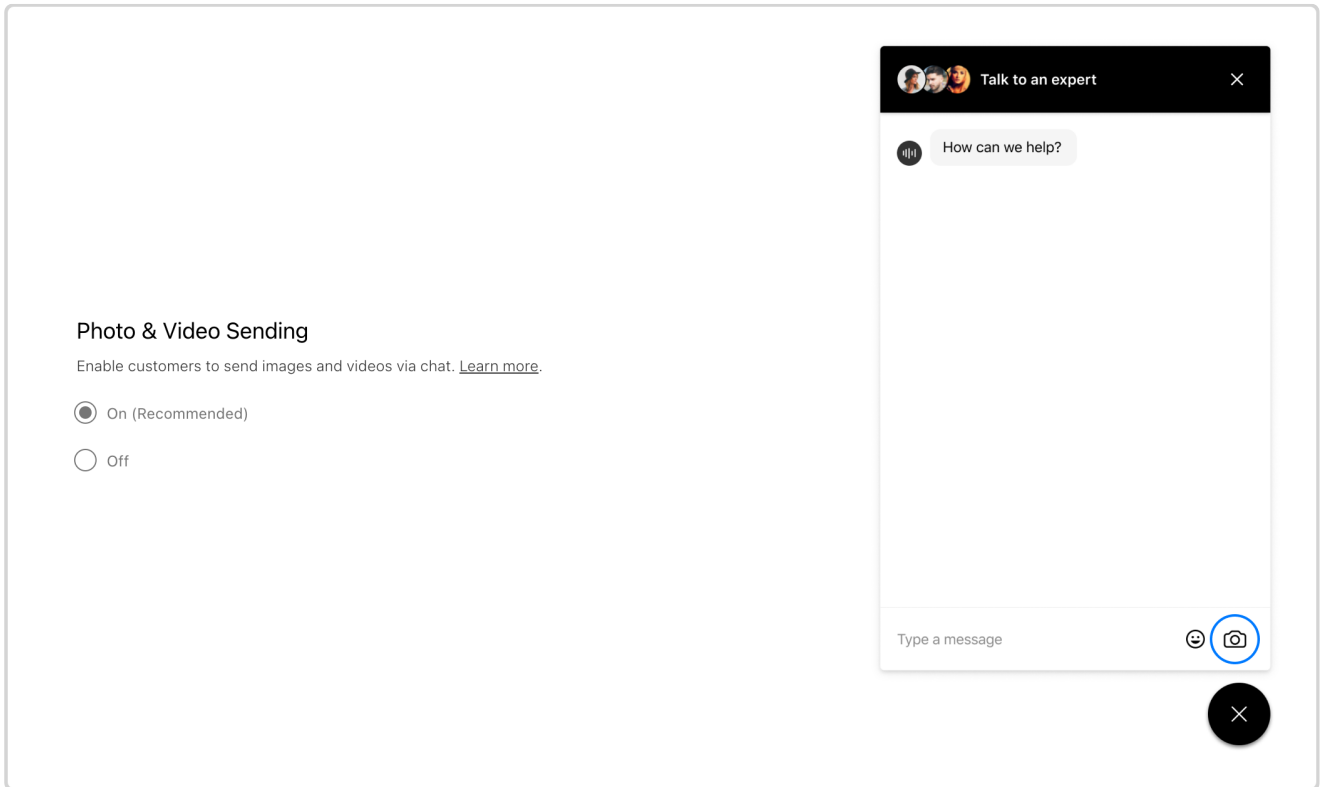 Photo & Video Sending
Enable customers to send images and videos via chat. Learn more.
On (Recommended)
Off
Talk to an expert
How can we help?
Type a message